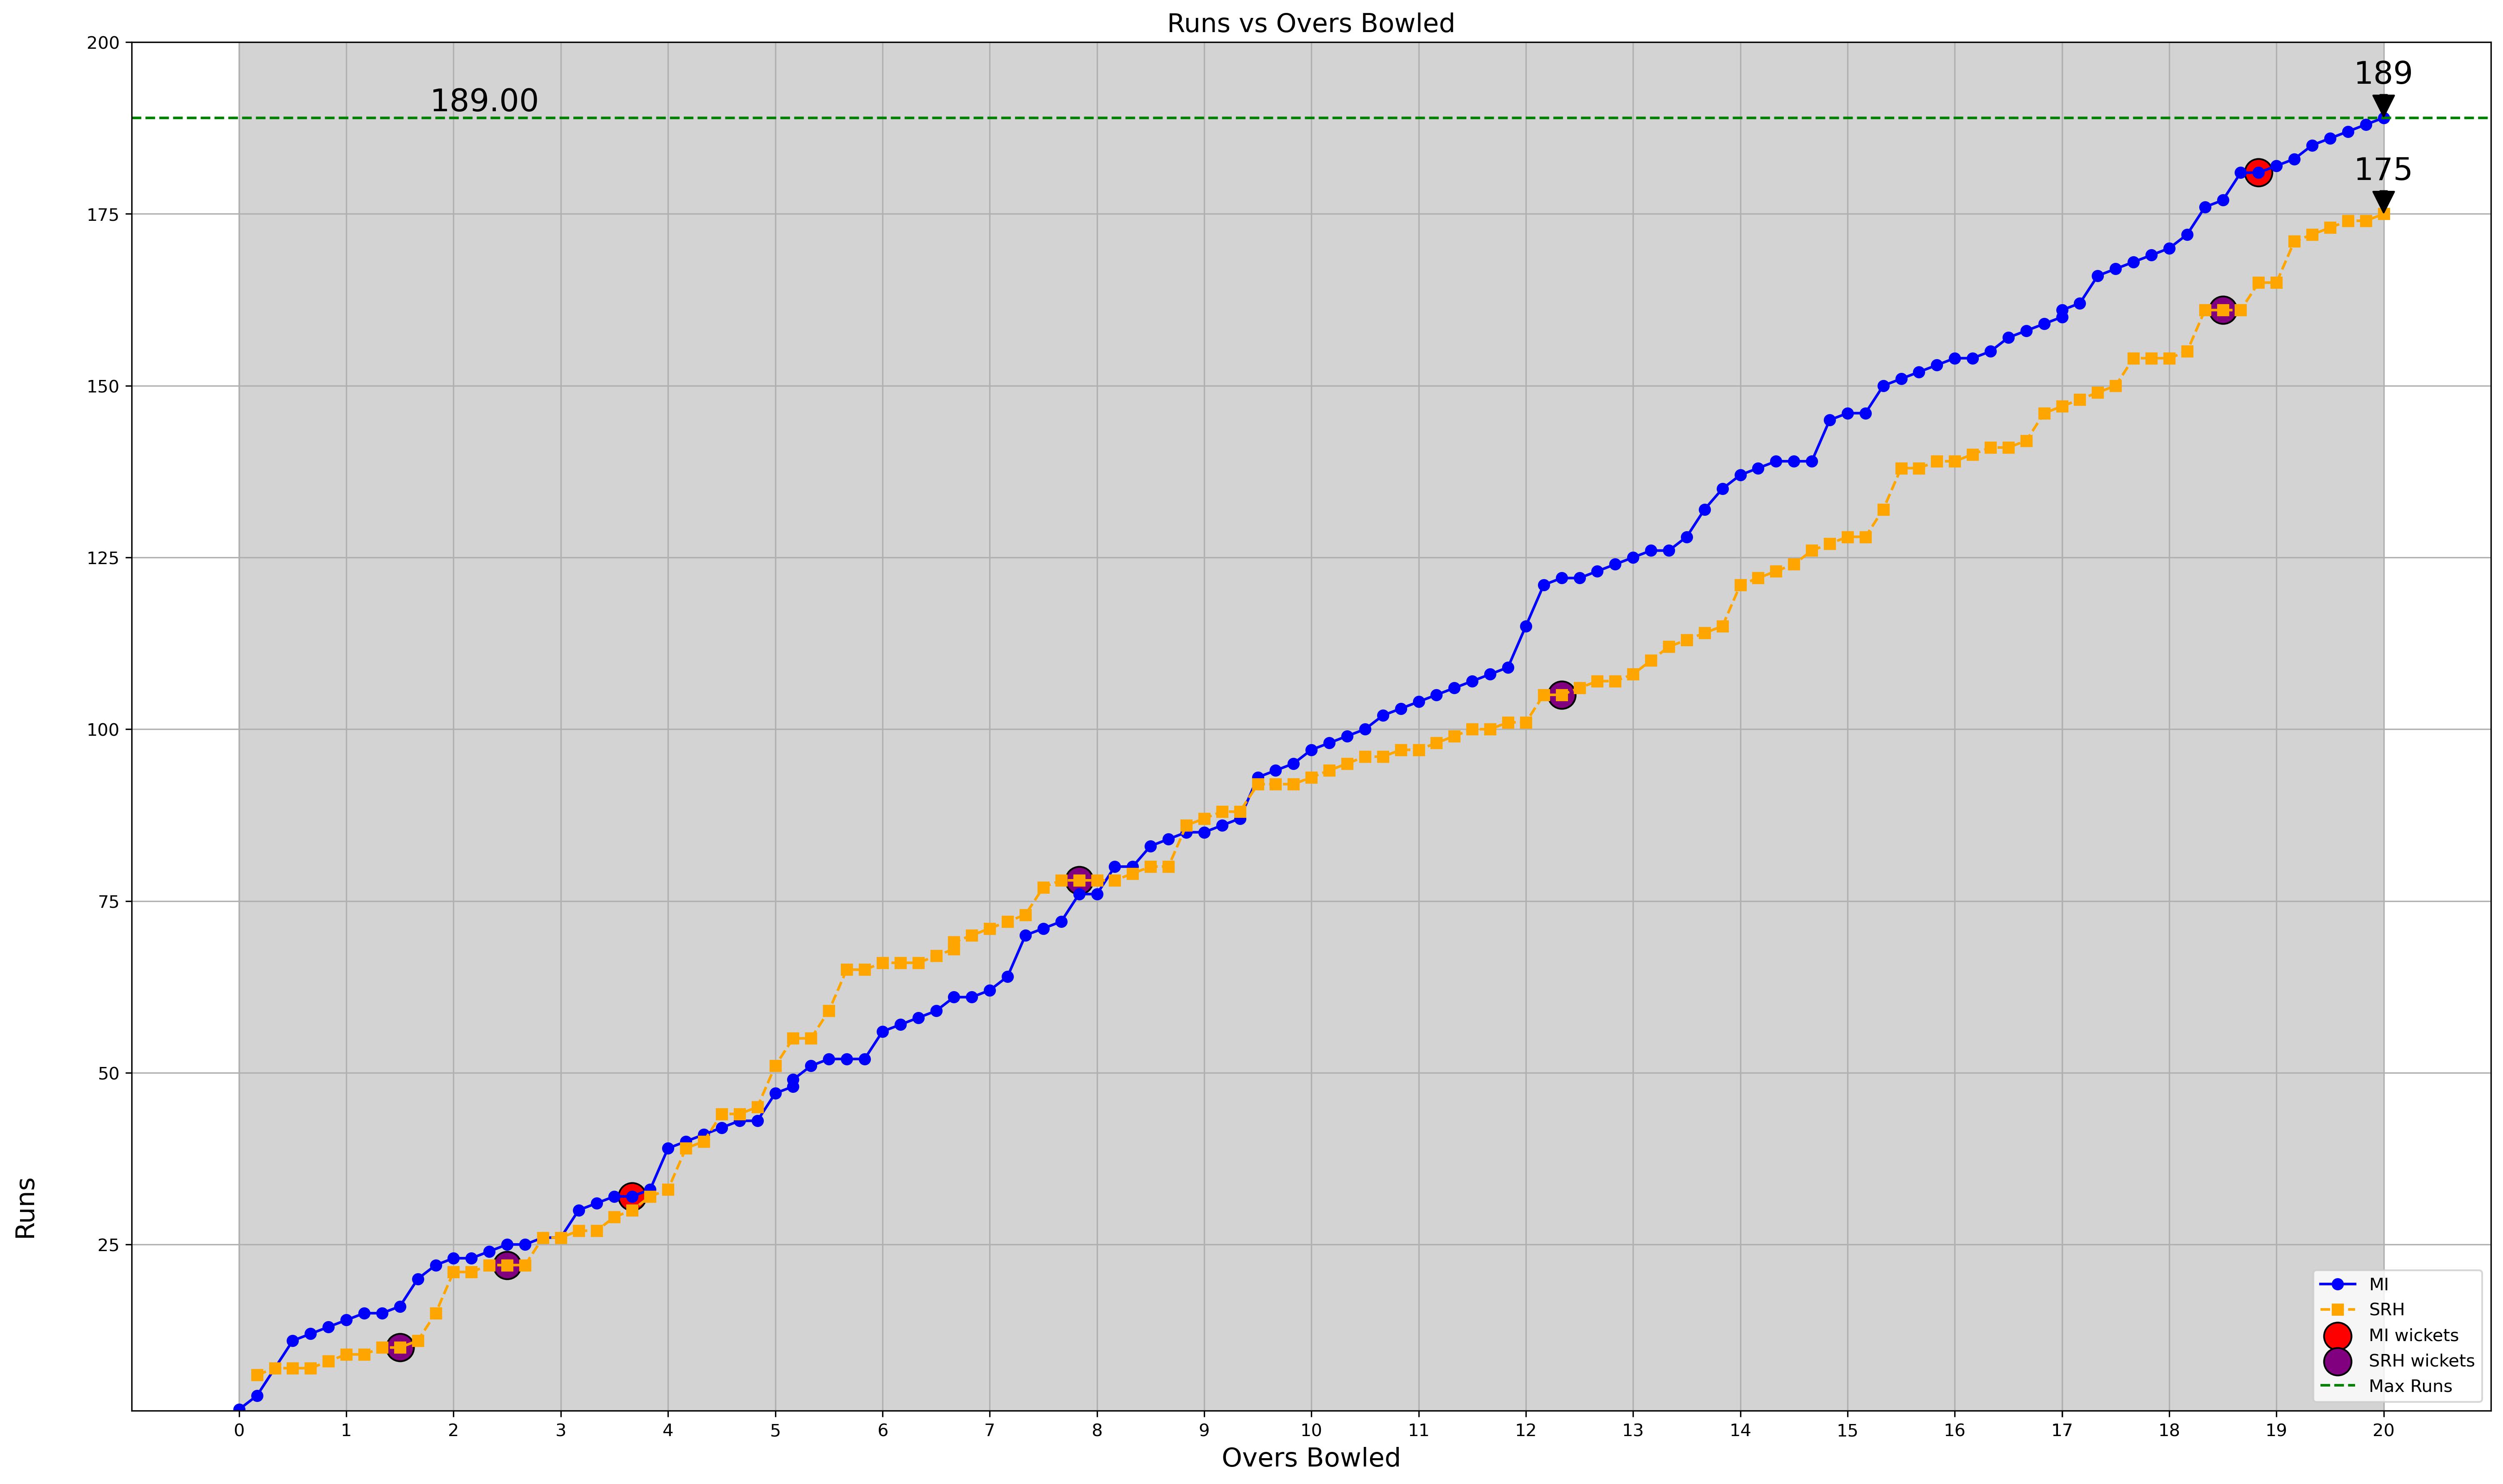 Runs vs Overs Bowled
200
175
150
125
100
75
50
25
Runs
189.00
189
175
MI
SRH
MI wickets
SRH wickets
Max Runs
0 1 2 3 4 5 6 7 8 9 10 11 12 13 14 15 16 17 18 19 20
Overs Bowled